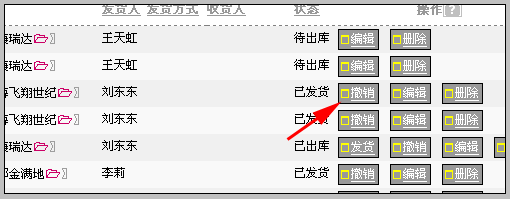 发货人 发货方式 收货人 状态 操作 [?]
瑞达 王天虹 待出库 编辑 删除
瑞达 王天虹 待出库 编辑 删除
飞翔世纪 刘东东 已发货 撤销 编辑 删除
飞翔世纪 刘东东 已发货 撤销 编辑 删除
瑞达 刘东东 已出库 发货 撤销 编辑
金满地 李莉 已发货 撤销 编辑 删除